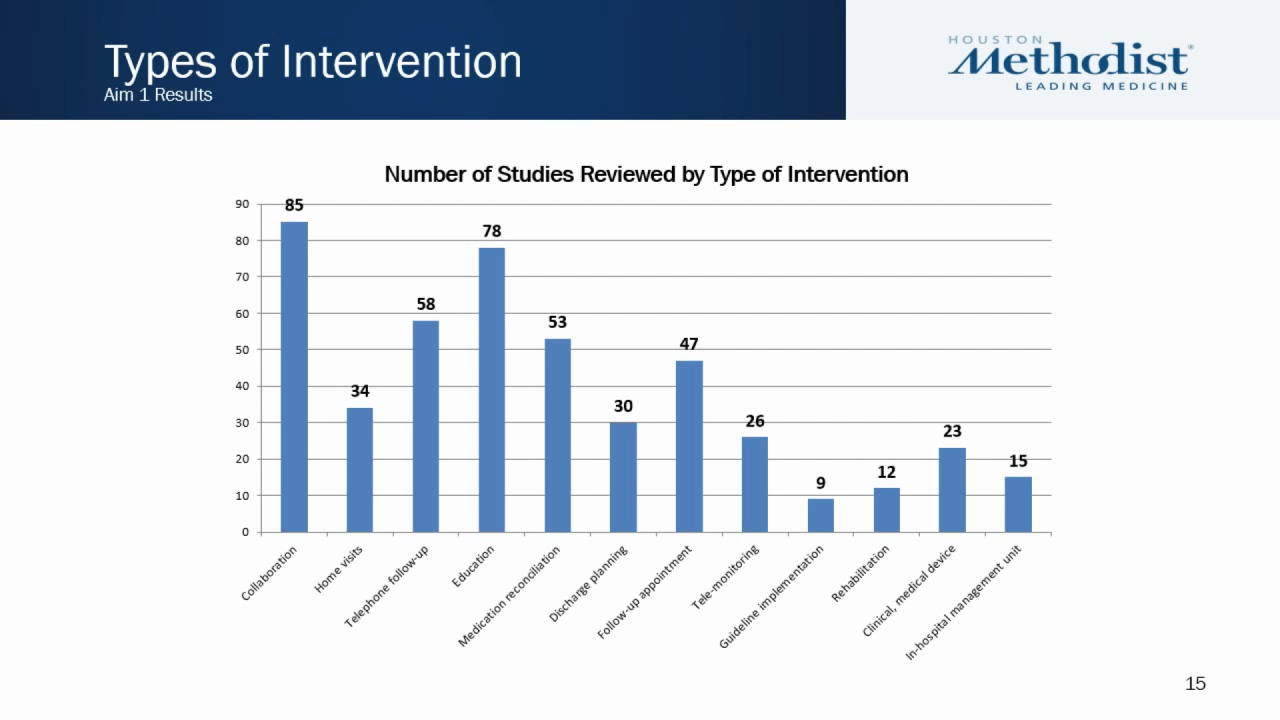 Types of Intervention
Aim 1 Results
HOUSTON
Methodist®
LEADING MEDICINE
Number of Studies Reviewed by Type of Intervention
90
80
70
60
50
40
30
20
10
0
85
34
58
78
53
30
47
26
9
12
23
15
Collaboration
Home visits
Telephone follow-up
Education
Medication reconciliation
Discharge planning
Follow-up appointment
Tele-monitoring
Guideline implementation
Rehabilitation
Clinical, medical device
In-hospital management unit
15